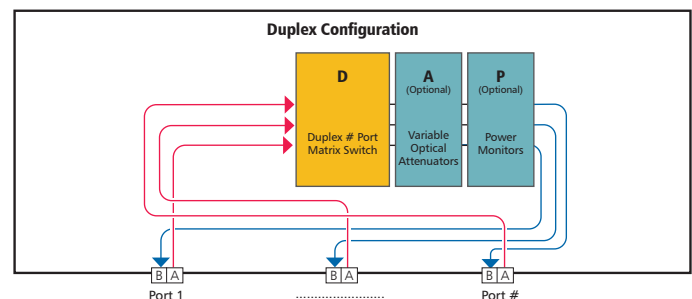 Duplex Configuration
D
Duplex # Port
Matrix Switch
A
(Optional)
Variable
Optical
Attenuators
P
(Optional)
Power
Monitors
B A
B A
B A
Port 1
........................
Port #